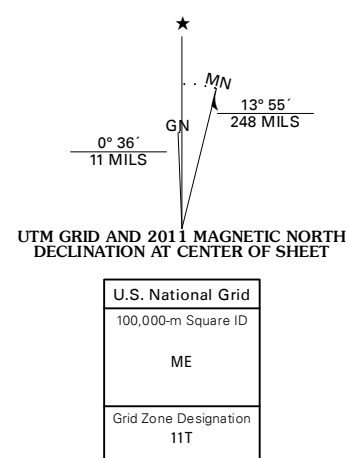 ★
MN
GN
13° 55´
248 MILS
0° 36´
11 MILS
UTM GRID AND 2011 MAGNETIC NORTH
DECLINATION AT CENTER OF SHEET
U.S. National Grid
100,000-m Square ID
ME
Grid Zone Designation
11T